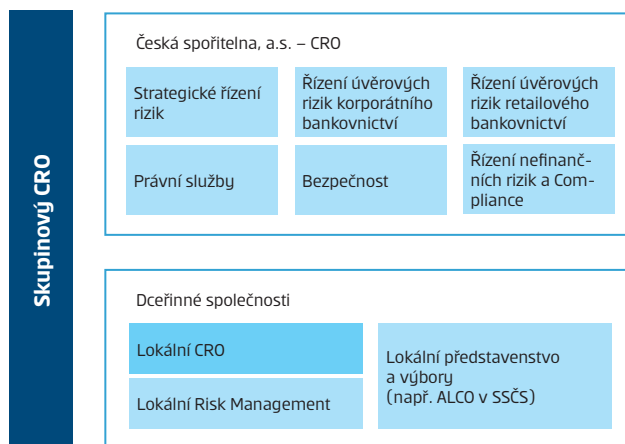 Skupinový CRO
Česká spořitelna, a.s. – CRO
Strategické řízení
rizik
Řízení úvěrových
rizik korporátního
bankovnictví
Řízení úvěrových
rizik retailového
bankovnictví
Právní služby
Bezpečnost
Řízení nefinanč-
ních rizik a Com-
pliance
Dceřinné společnosti
Lokální CRO
Lokální Risk Management
Lokální představenstvo
a výbory
(např. ALCO v SSČS)